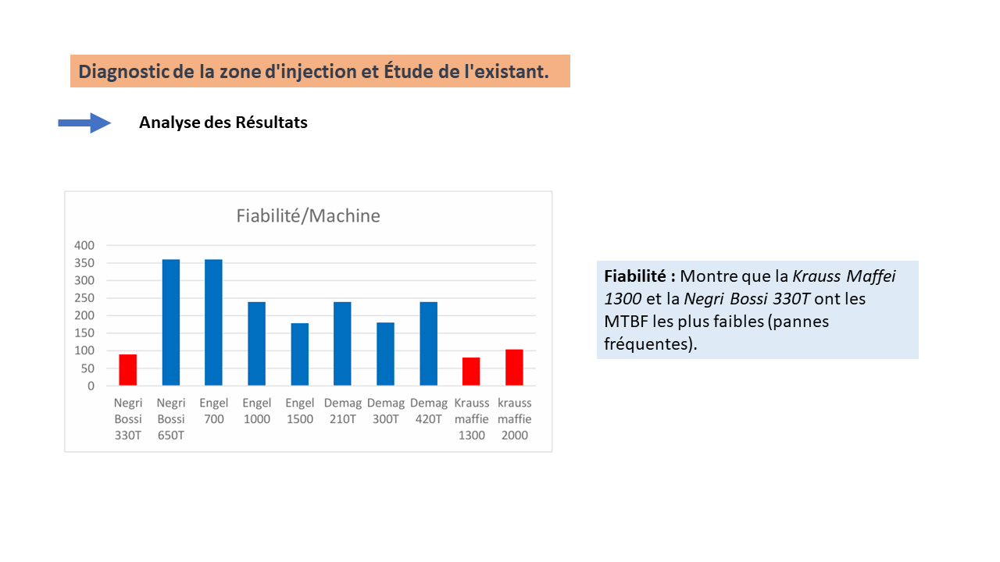 Diagnostic de la zone d'injection et Étude de l'existant.
Analyse des Résultats
Fiabilité/Machine
400
350
300
250
200
150
100
50
0
Negri Bossi 330T
Negri Bossi 650T
Engel 700
Engel 1000
Engel 1500
Demag 210T
Demag 300T
Demag 420T
Krauss maffie 1300
krauss maffie 2000
Fiabilité : Montre que la Krauss Maffei
1300 et la Negri Bossi 330T ont les
MTBF les plus faibles (pannes
fréquentes).